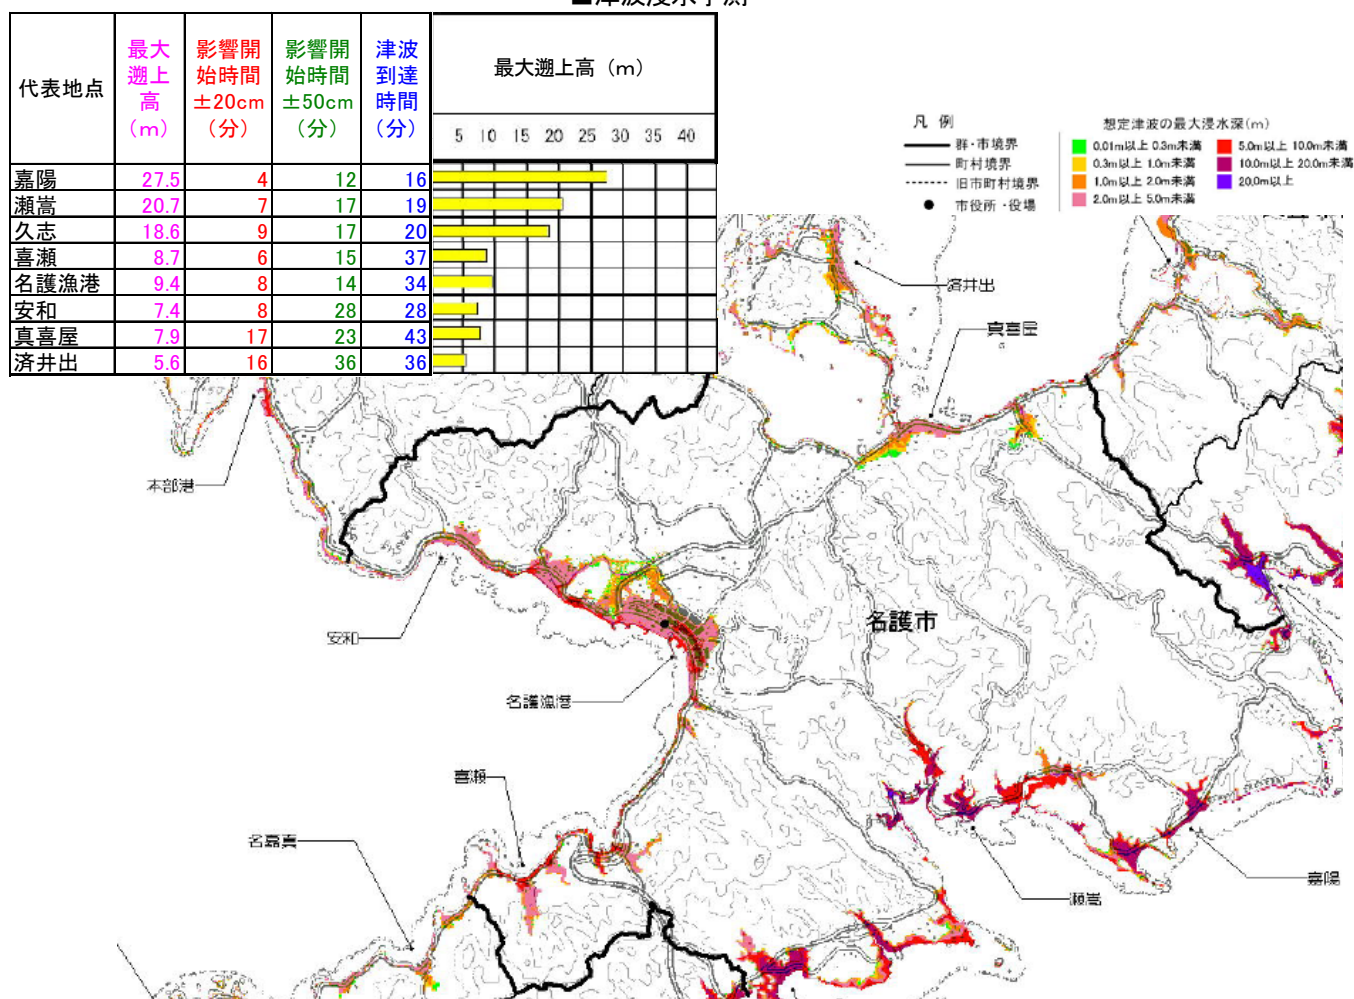 ■津波浸水予測
代表地点 最大遡上高(m) 影響開始時間±20cm(分) 影響開始時間±50cm(分) 津波到達時間(分) 最大遡上高（m）
5 10 15 20 25 30 35 40
嘉陽 27.5 4 12 16
瀬嵩 20.7 7 17 19
久志 18.6 9 17 20
喜瀬 8.7 6 15 37
名護漁港 9.4 8 14 34
安和 7.4 8 28 28
真喜屋 7.9 17 23 43
済井出 5.6 16 36 36
凡 例
群・市境界
町村境界
旧市町村境界
市役所・役場
想定津波の最大浸水深(m)
0.01m以上 0.3m未満
0.3m以上 1.0m未満
1.0m以上 2.0m未満
2.0m以上 5.0m未満
5.0m以上 10.0m未満
10.0m以上 20.0m未満
20.0m以上
済井出
真喜屋
本部港
安和
名護市
名護漁港
喜瀬
名嘉真
嘉陽
瀬嵩